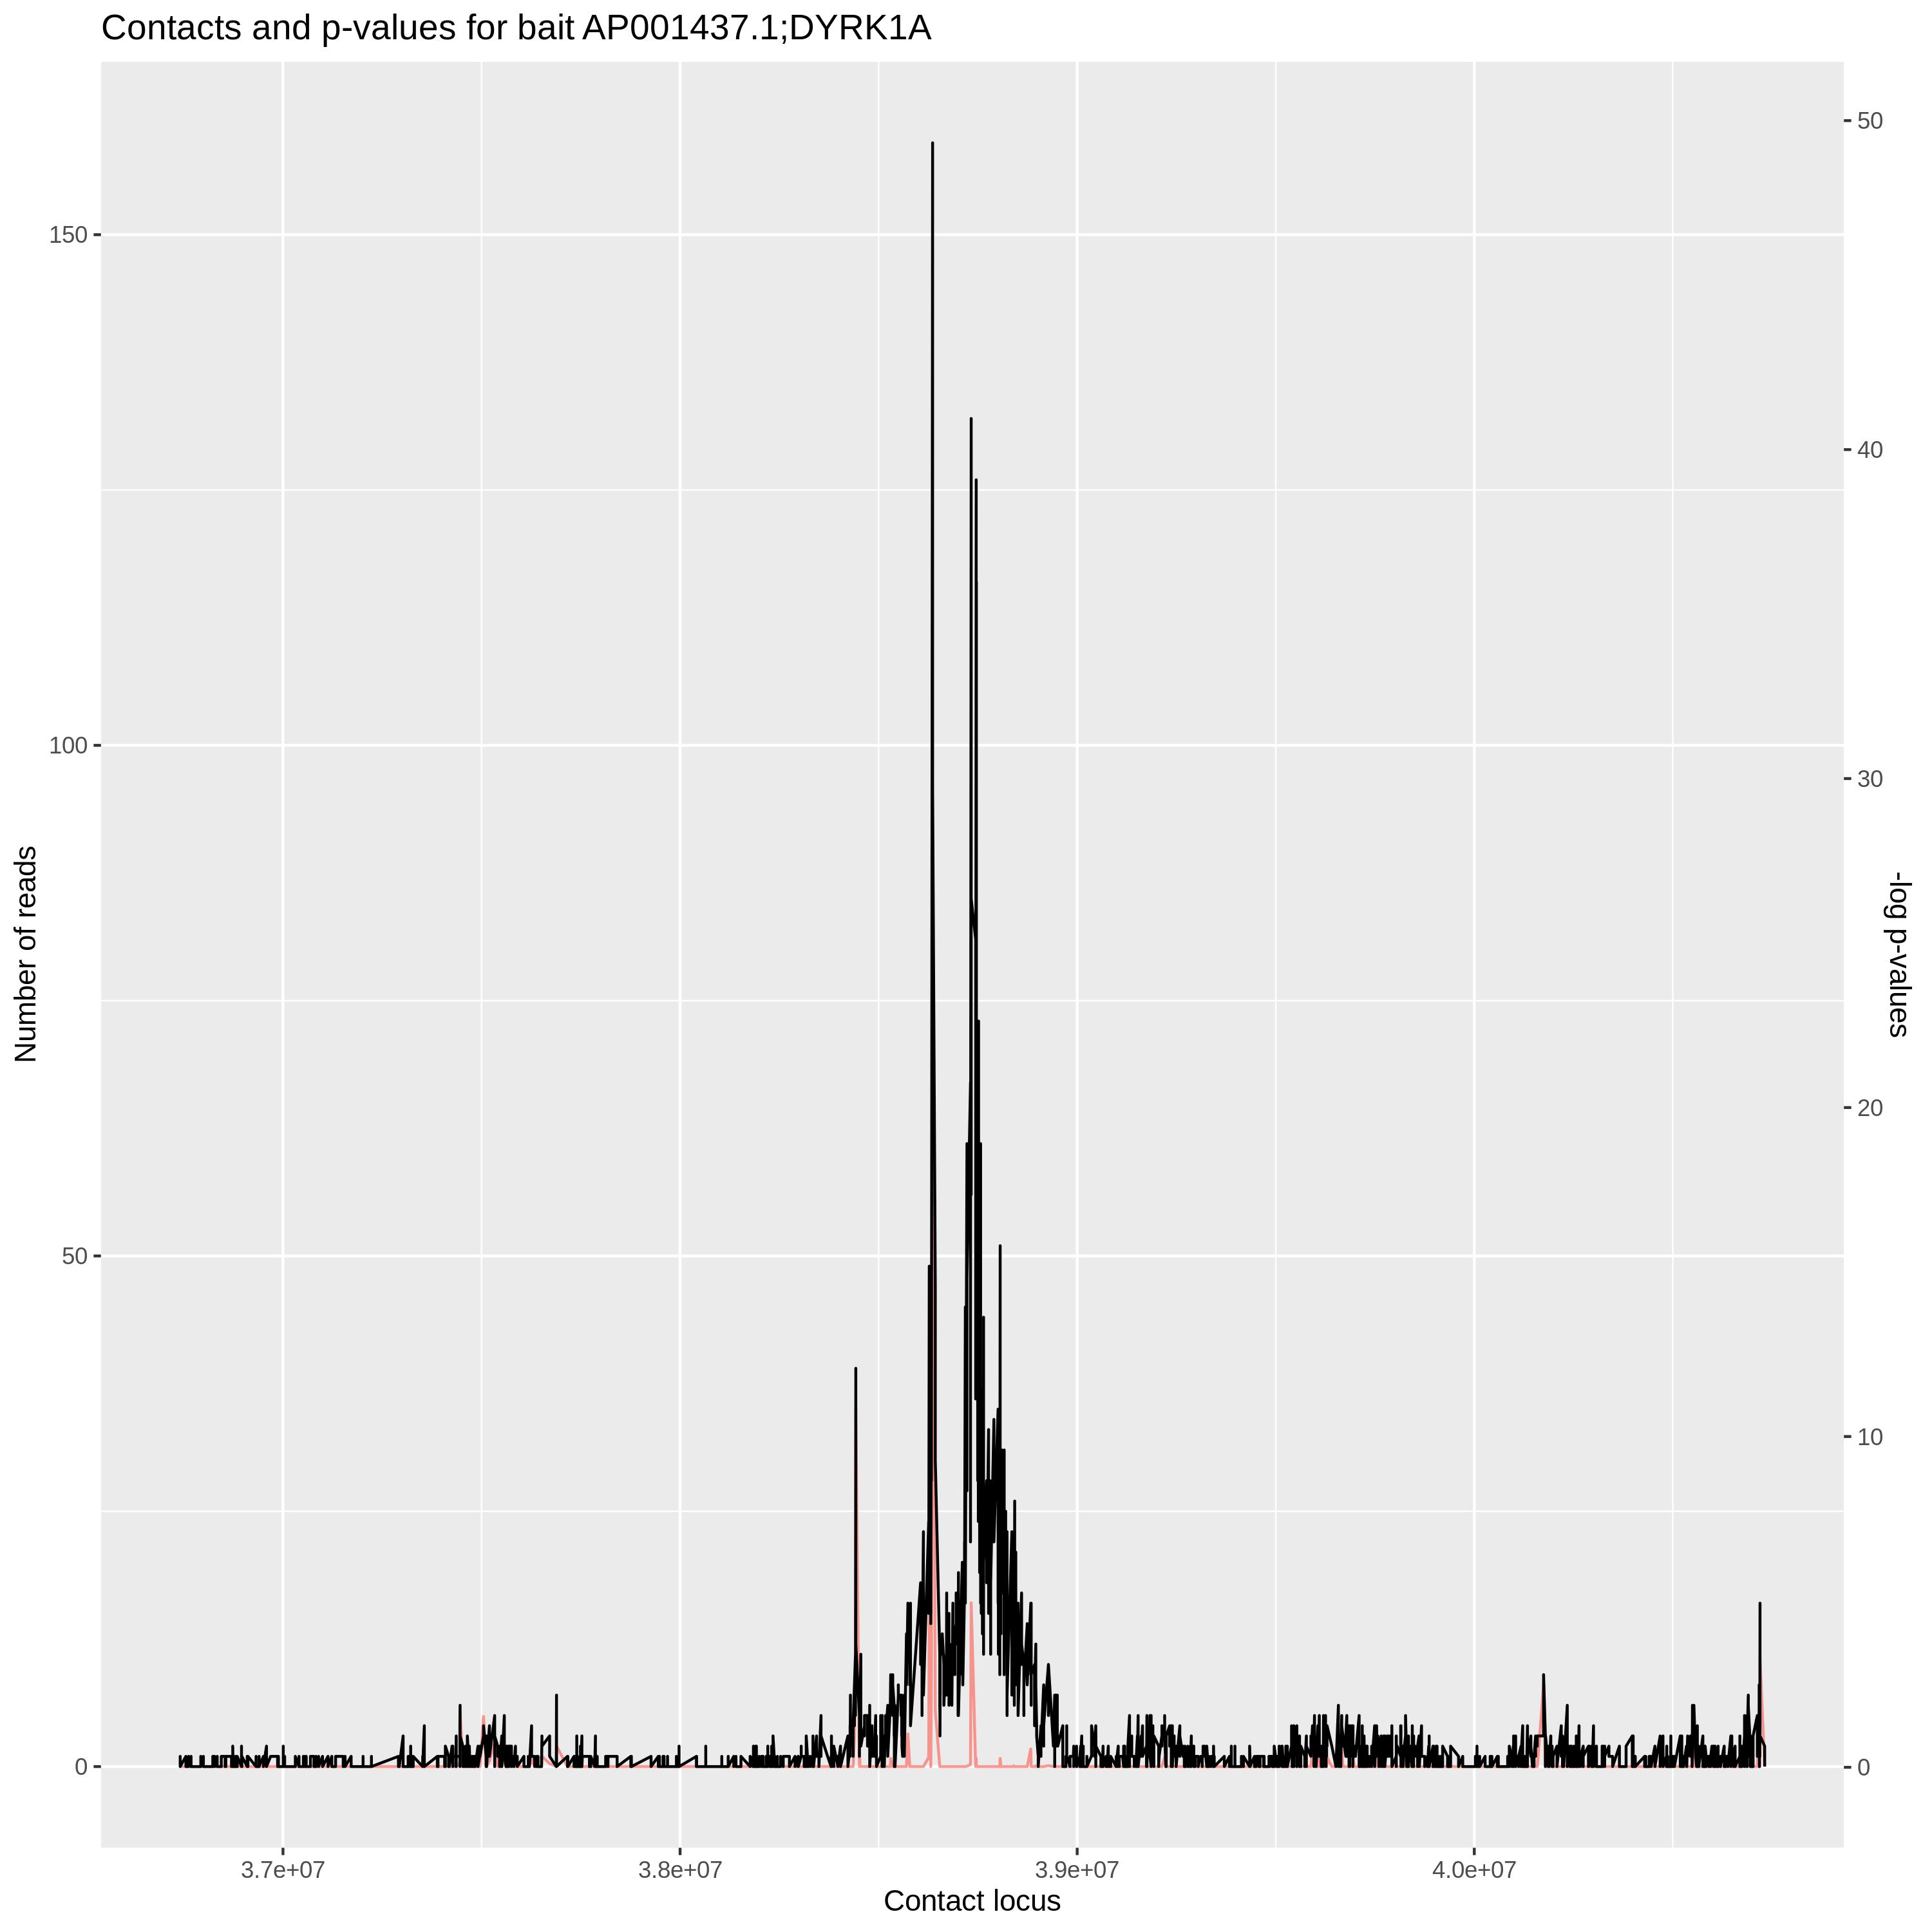 Contacts and p-values for bait AP001437.1;DYRK1A
150
100
50
0
Number of reads
50
40
30
20
10
0
-log p-values
3.7e+07
3.8e+07
3.9e+07
4.0e+07
Contact locus